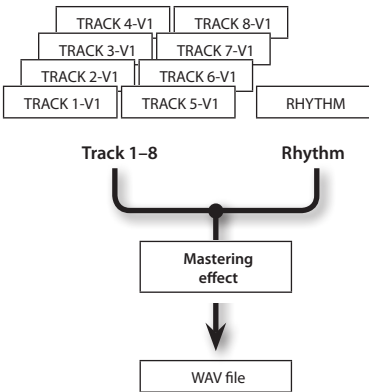 TRACK 4-V1 TRACK 8-V1
TRACK 3-V1 TRACK 7-V1
TRACK 2-V1 TRACK 6-V1
TRACK 1-V1 TRACK 5-V1 RHYTHM
Track 1–8 Rhythm
Mastering
effect
WAV file